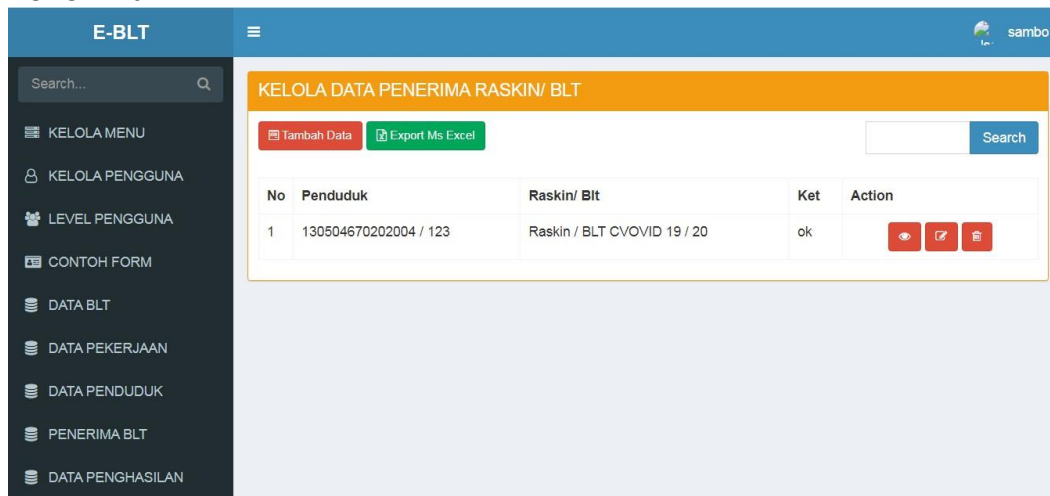 E-BLT
sambo
Search...
KELOLA MENU
KELOLA PENGGUNA
LEVEL PENGGUNA
CONTOH FORM
DATA BLT
DATA PEKERJAAN
DATA PENDUDUK
PENERIMA BLT
DATA PENGHASILAN
KELOLA DATA PENERIMA RASKIN/ BLT
Tambah Data Export Ms Excel Search
No Penduduk Raskin/ Blt Ket Action
1 130504670202004 / 123 Raskin / BLT CVOVID 19 / 20 ok